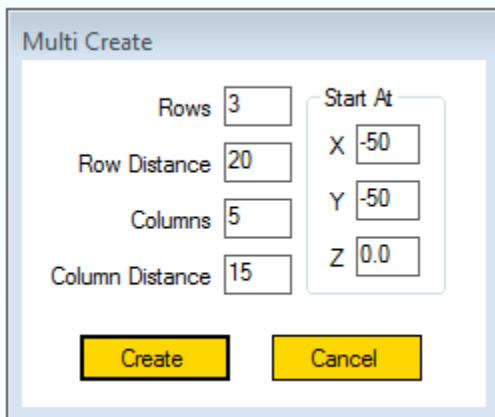 Multi Create
Rows 3
Row Distance 20
Columns 5
Column Distance 15
Start At
X -50
Y -50
Z 0.0
Create Cancel